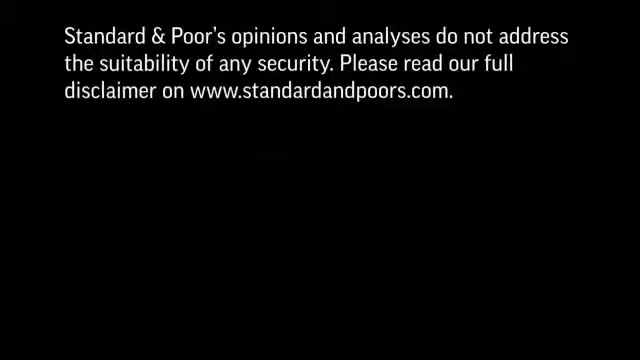 Standard & Poor's opinions and analyses do not address
the suitability of any security. Please read our full
disclaimer on www.standardandpoors.com.